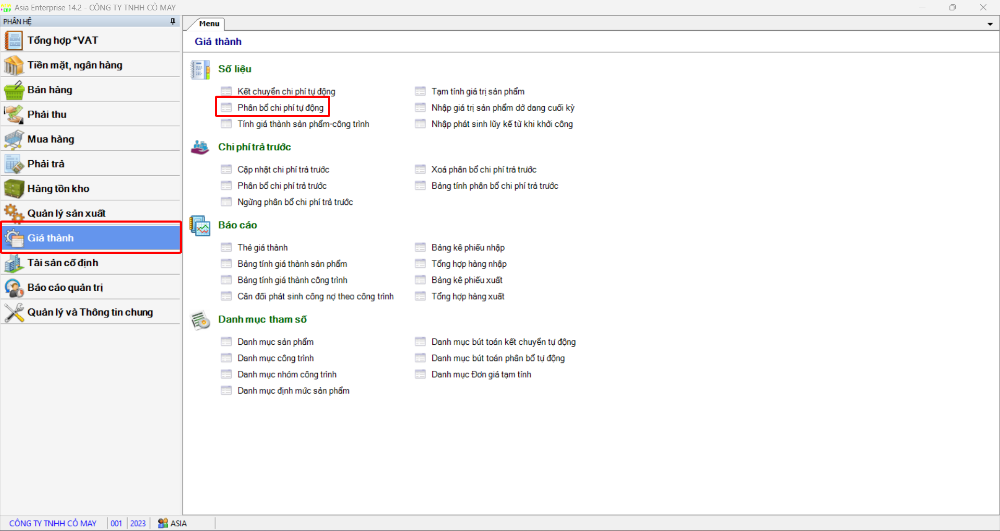 Asia Enterprise 14.2 - CÔNG TY TNHH CỎ MAY
PHÂN HỆ
Tổng hợp *VAT
Tiền mặt, ngân hàng
Bán hàng
Phải thu
Mua hàng
Phải trả
Hàng tồn kho
Quản lý sản xuất
Giá thành
Tài sản cố định
Báo cáo quản trị
Quản lý và Thông tin chung
Menu
Giá thành
Số liệu
Kết chuyển chi phí tự động
Tạm tính giá trị sản phẩm
Phân bổ chi phí tự động
Nhập giá trị sản phẩm dở dang cuối kỳ
Tính giá thành sản phẩm-công trình
Nhập phát sinh lũy kế từ khi khởi công
Chi phí trả trước
Cập nhật chi phí trả trước
Xoá phân bổ chi phí trả trước
Phân bổ chi phí trả trước
Bảng tính phân bổ chi phí trả trước
Ngừng phân bổ chi phí trả trước
Báo cáo
Thẻ giá thành
Bảng kê phiếu nhập
Bảng tính giá thành sản phẩm
Tổng hợp hàng nhập
Bảng tính giá thành công trình
Bảng kê phiếu xuất
Cân đối phát sinh công nợ theo công trình
Tổng hợp hàng xuất
Danh mục tham số
Danh mục sản phẩm
Danh mục bút toán kết chuyển tự động
Danh mục công trình
Danh mục bút toán phân bổ tự động
Danh mục nhóm công trình
Danh mục Đơn giá tạm tính
Danh mục định mức sản phẩm
CÔNG TY TNHH CỎ MAY 001 2023 ASIA